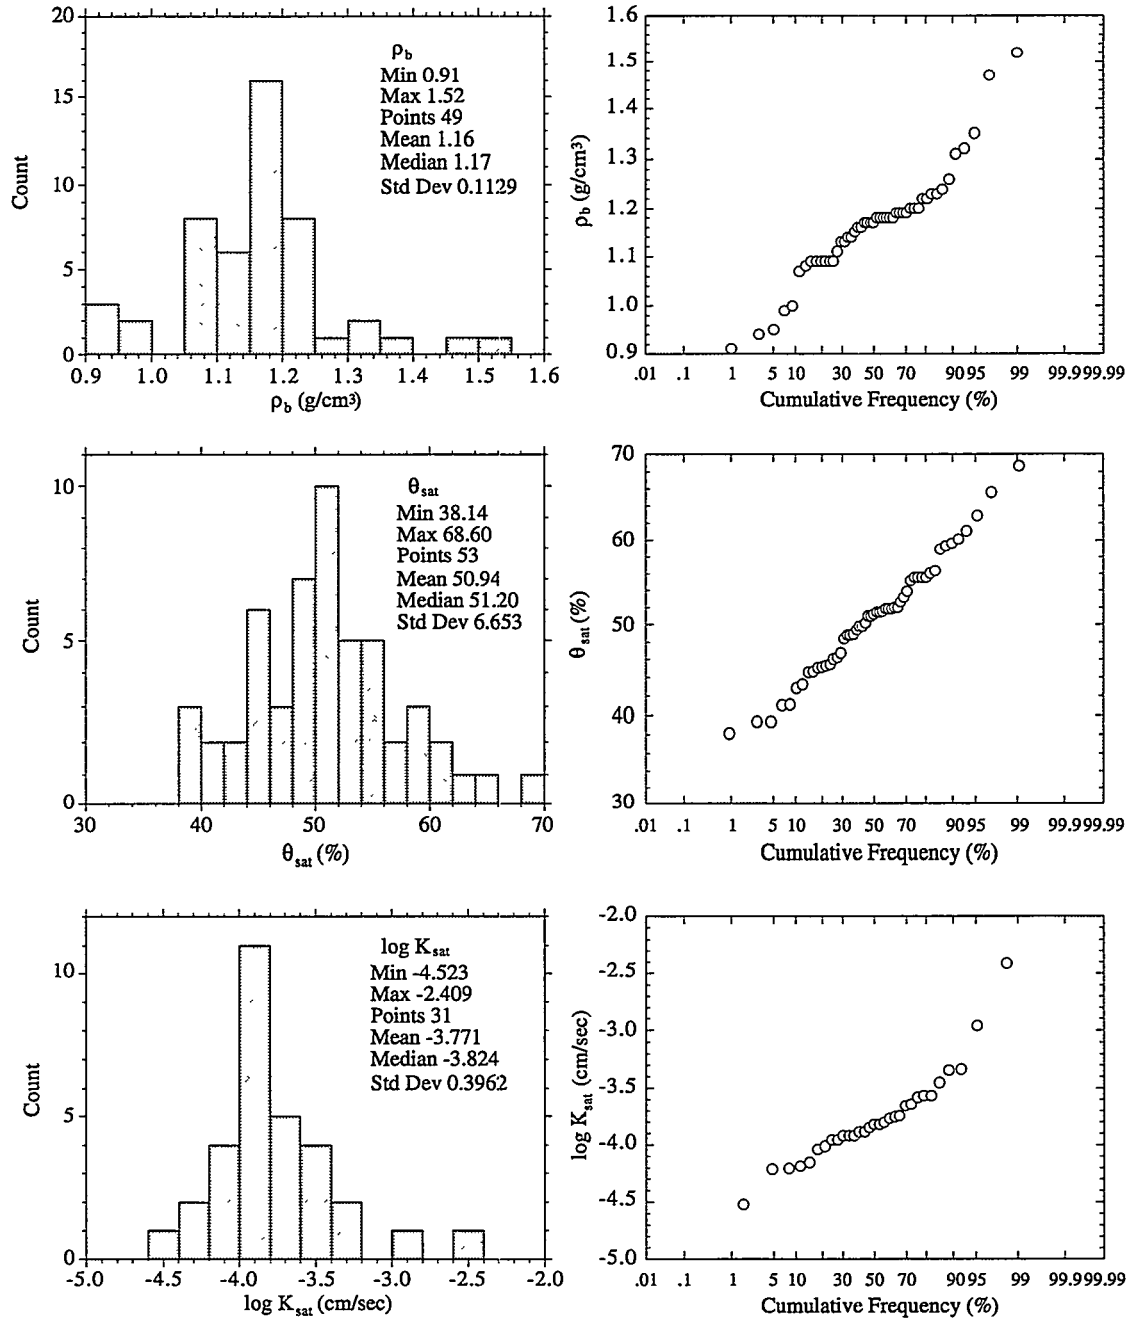 20
15
10
5
0
Count
ρb
Min 0.91
Max 1.52
Points 49
Mean 1.16
Median 1.17
Std Dev 0.1129
0.9 1.0 1.1 1.2 1.3 1.4 1.5 1.6
ρb (g/cm³)
1.6
1.5
1.4
1.3
1.2
1.1
1.0
0.9
ρb (g/cm³)
.01 .1 1 5 10 30 50 70 90 95 99 99.999.99
Cumulative Frequency (%)
10
5
0
Count
θsat
Min 38.14
Max 68.60
Points 53
Mean 50.94
Median 51.20
Std Dev 6.653
30 40 50 60 70
θsat (%)
70
60
50
40
30
θsat (%)
.01 .1 1 5 10 30 50 70 90 95 99 99.999.99
Cumulative Frequency (%)
10
5
0
Count
log Ksat
Min -4.523
Max -2.409
Points 31
Mean -3.771
Median -3.824
Std Dev 0.3962
-5.0 -4.5 -4.0 -3.5 -3.0 -2.5 -2.0
log Ksat (cm/sec)
-2.0
-2.5
-3.0
-3.5
-4.0
-4.5
-5.0
log Ksat (cm/sec)
.01 .1 1 5 10 30 50 70 90 95 99 99.999.99
Cumulative Frequency (%)